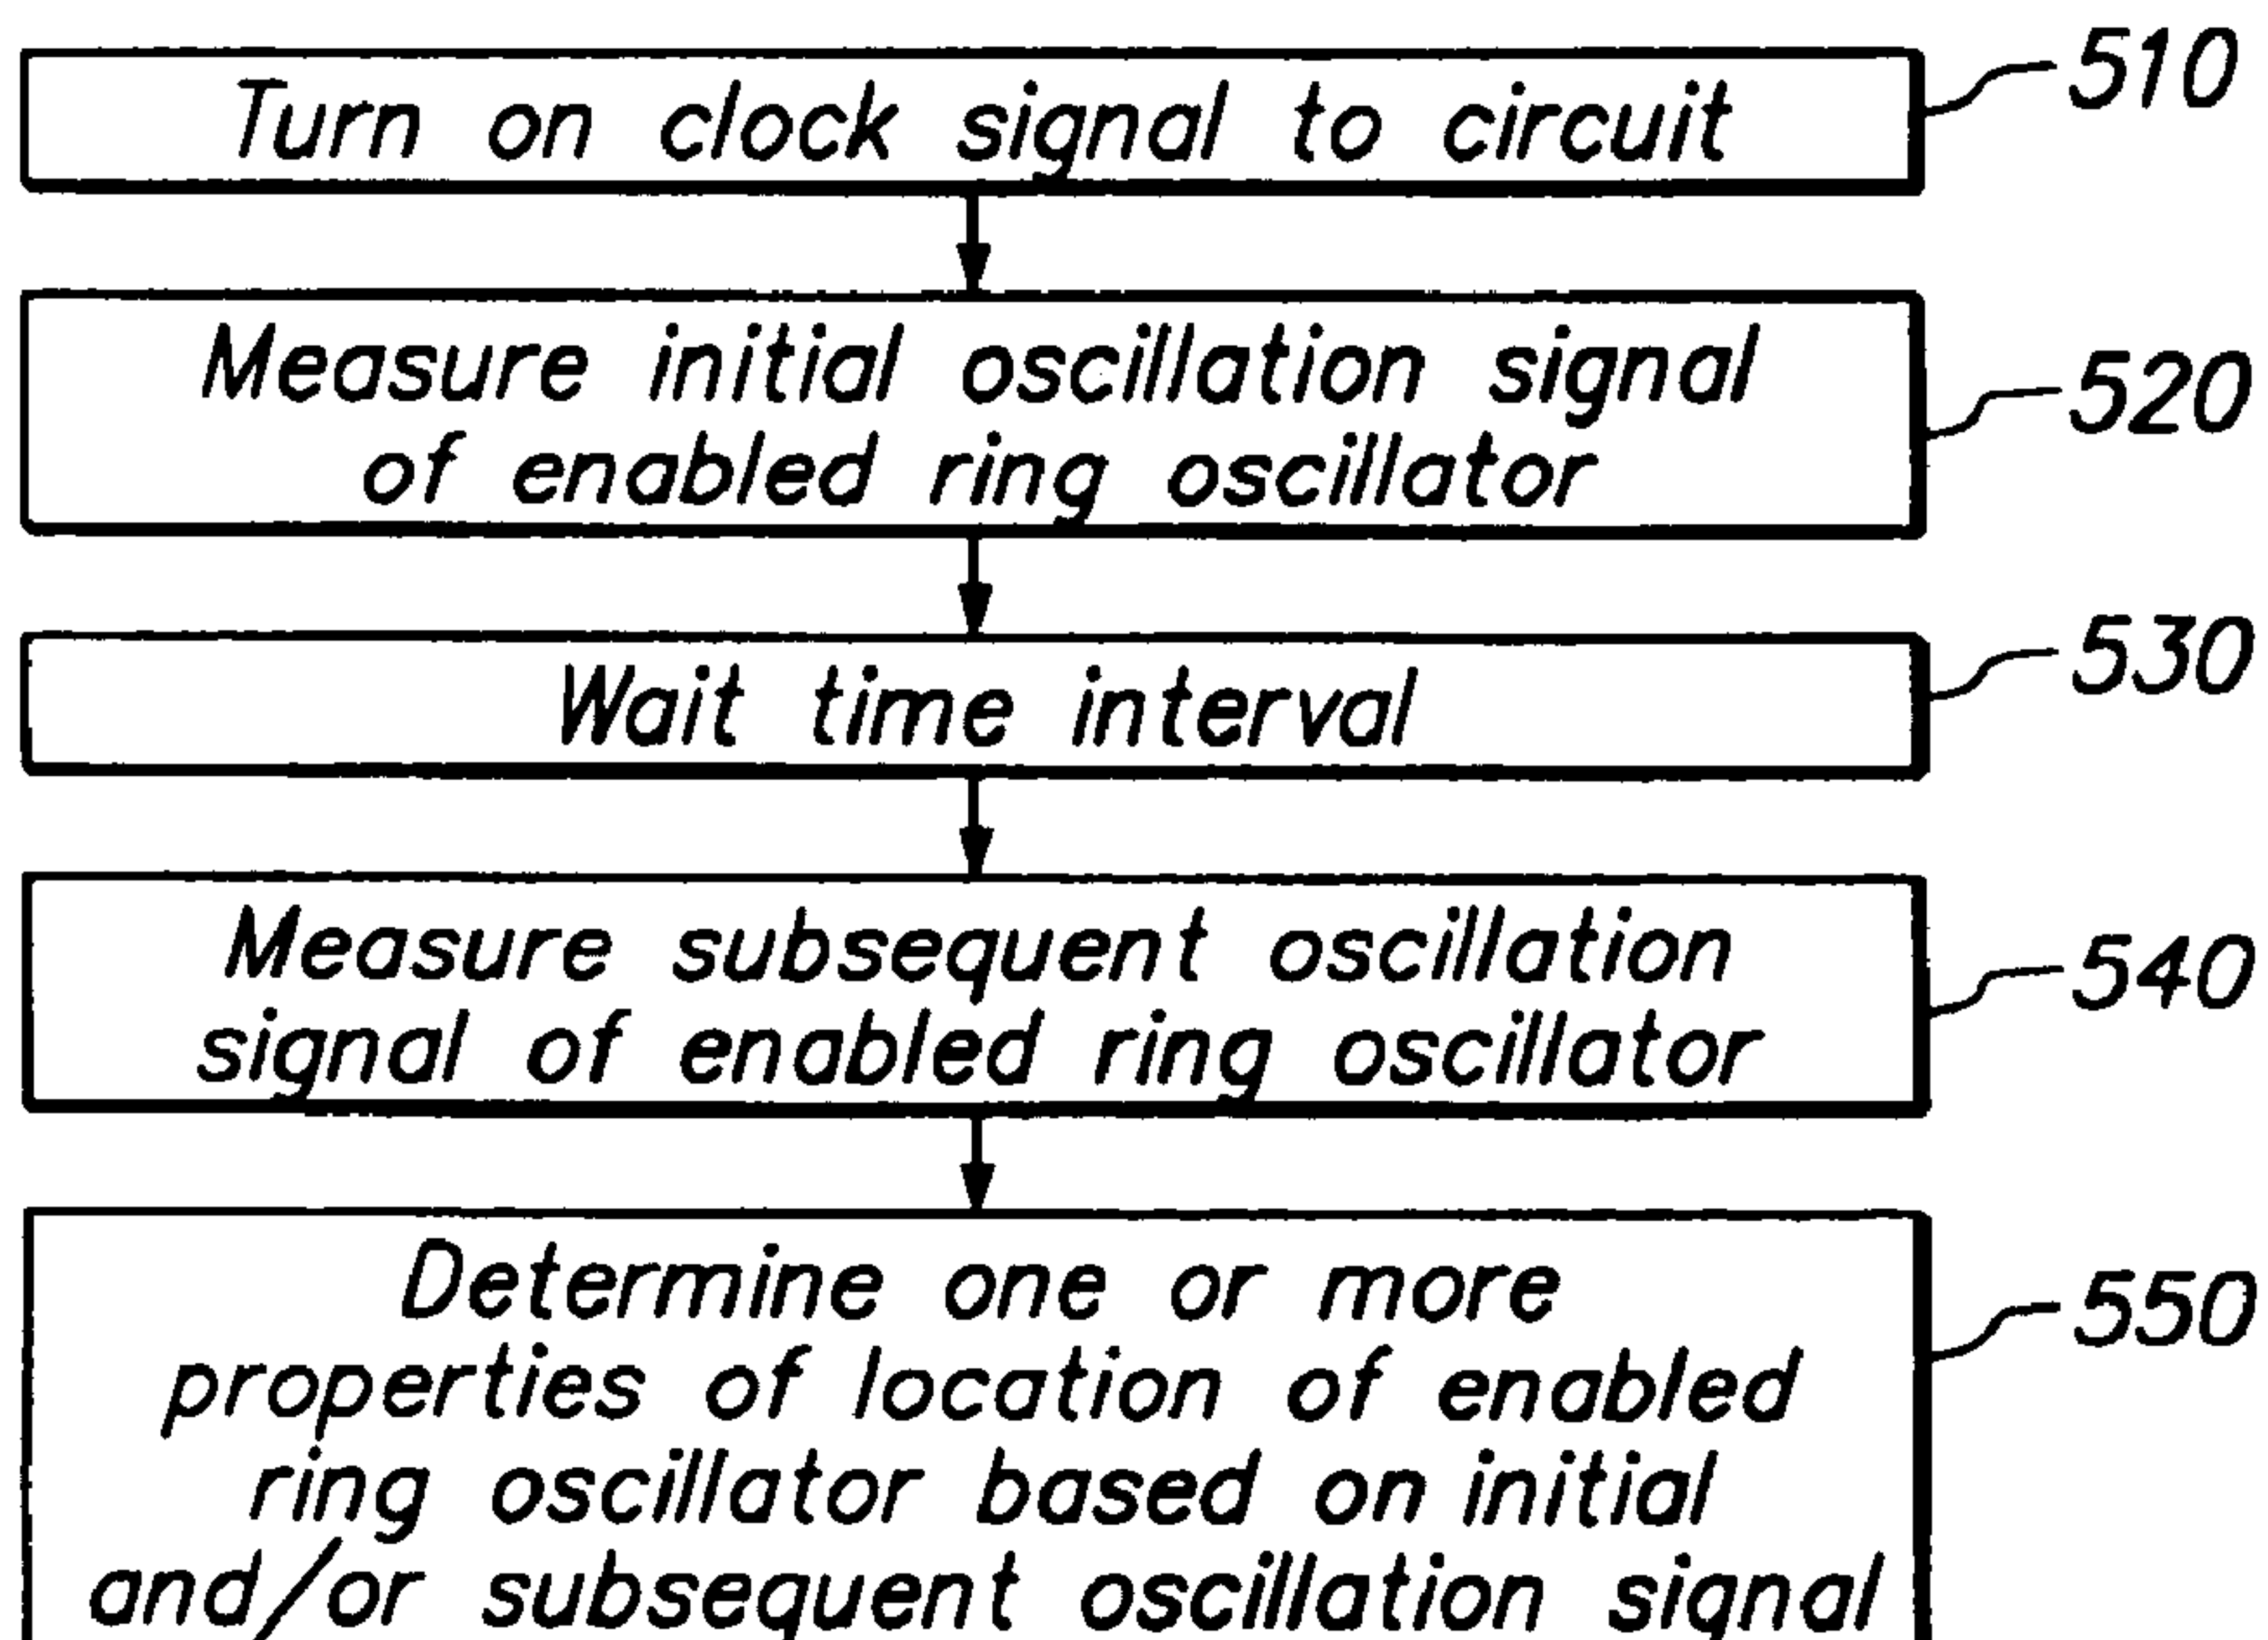 Turn on clock signal to circuit
510
Measure initial oscillation signal
of enabled ring oscillator
520
Wait time interval
530
Measure subsequent oscillation
signal of enabled ring oscillator
540
Determine one or more
properties of location of enabled
ring oscillator based on initial
and/or subsequent oscillation signal
550